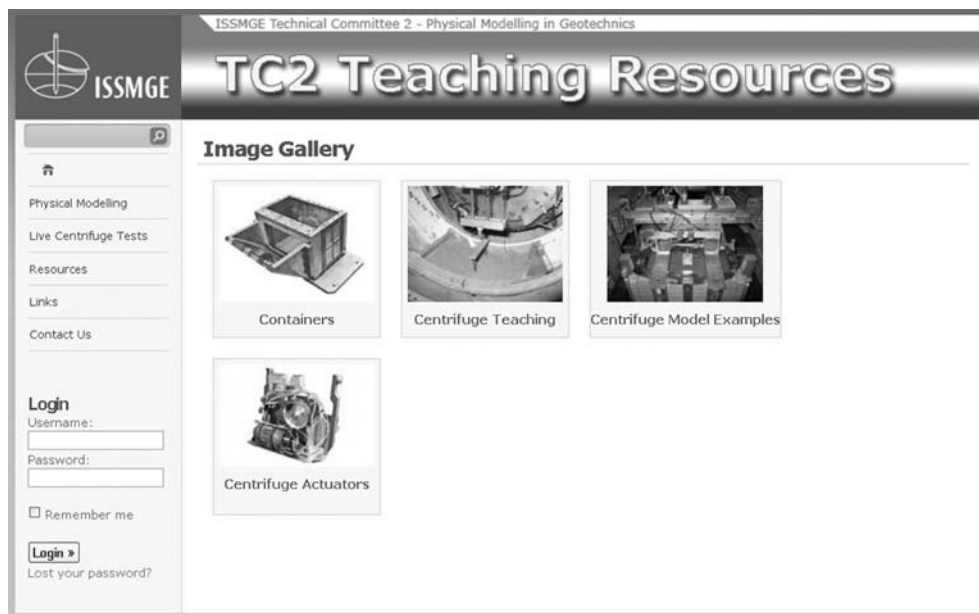 ISSMGE Technical Committee 2 - Physical Modelling in Geotechnics
ISSMGE
TC2 Teaching Resources
Image Gallery
Physical Modelling
Live Centrifuge Tests
Resources
Links
Contact Us
Containers
Centrifuge Teaching
Centrifuge Model Examples
Centrifuge Actuators
Login
Username:
Password:
Remember me
Login »
Lost your password?